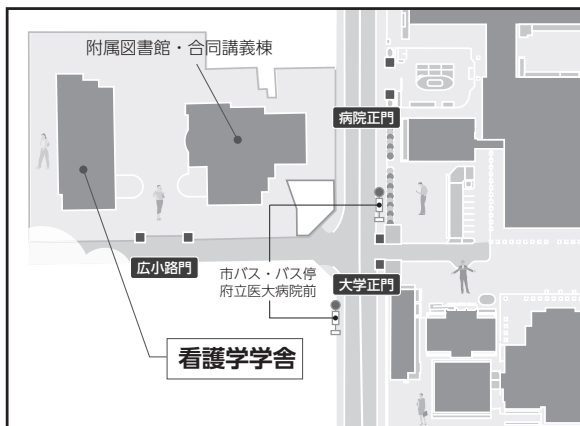 附属図書館・合同講義棟
病院正門
広小路門
市バス・バス停
府立医大病院前
大学正門
看護学学舎